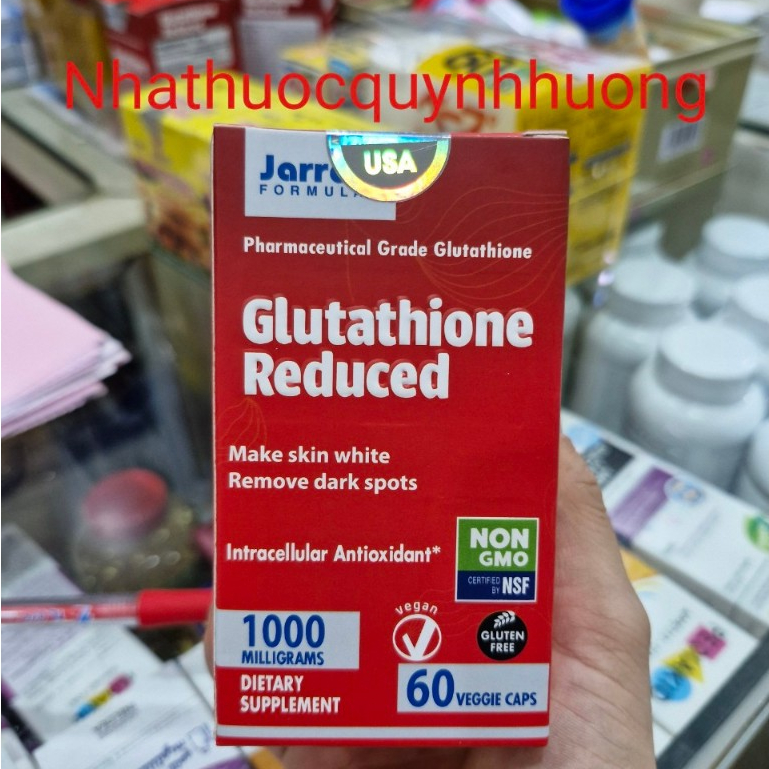 Nhathuocquynhhuong
USA
FORMULA
Pharmaceutical Grade Glutathione
Glutathione
Reduced
Make skin white
Remove dark spots
Intracellular Antioxidant*
NON
GMO
CERTIFIED
BY NSF
vegan
1000
MILLIGRAMS
GLUTEN
FREE
DIETARY
SUPPLEMENT
60 VEGGIE CAPS